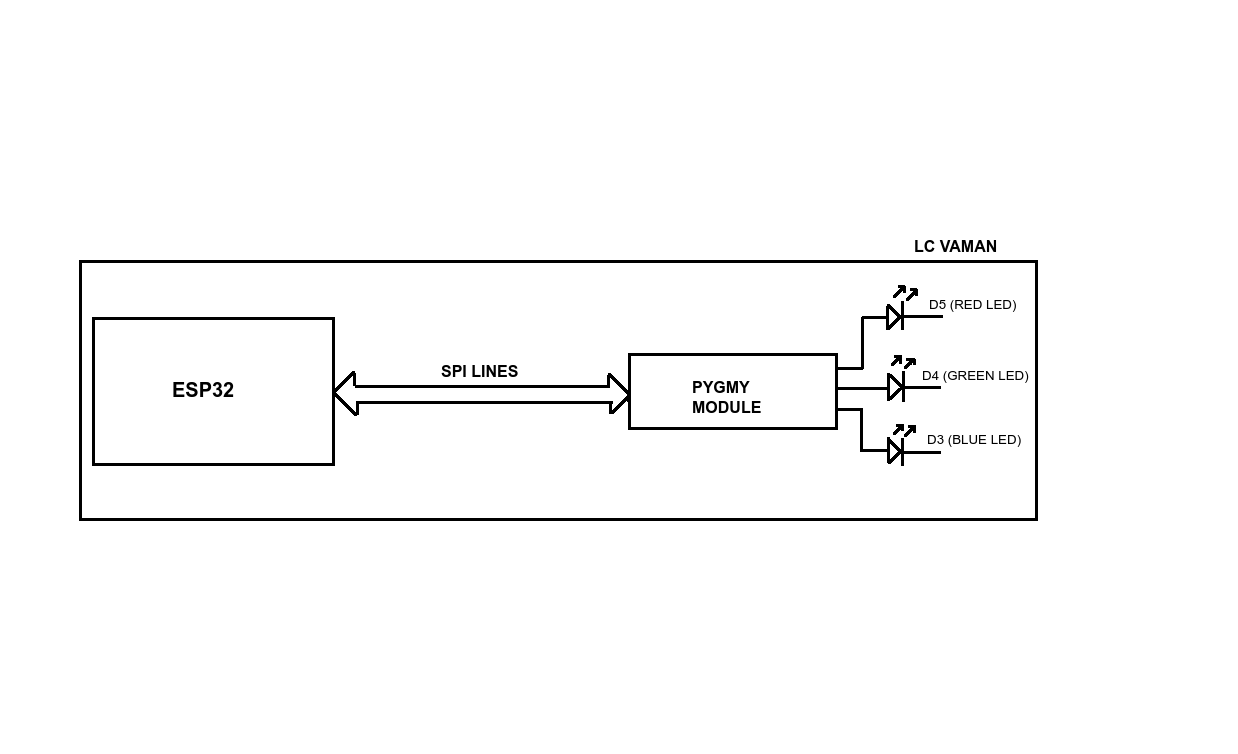 LC VAMAN
D5 (RED LED)
ESP32
SPI LINES
PYGMY
MODULE
D4 (GREEN LED)
D3 (BLUE LED)